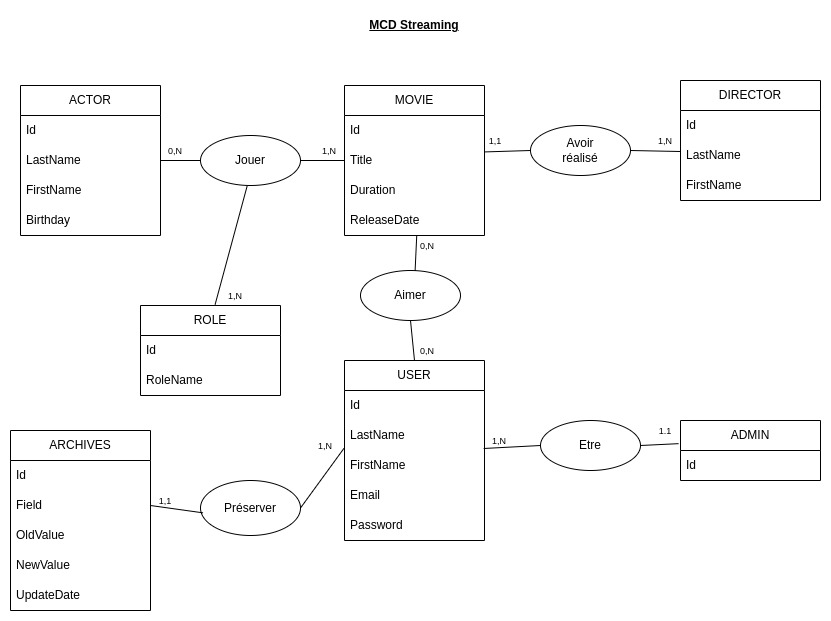 MCD Streaming
ACTOR
Id
LastName
FirstName
Birthday
0,N
Jouer
1,N
MOVIE
Id
Title
Duration
ReleaseDate
1,1
Avoir
réalisé
1,N
DIRECTOR
Id
LastName
FirstName
1,N
ROLE
Id
RoleName
0,N
Aimer
0,N
USER
Id
LastName
FirstName
Email
Password
ARCHIVES
Id
Field
OldValue
NewValue
UpdateDate
1,1
Préserver
1,N
1,N
Etre
1.1
ADMIN
Id